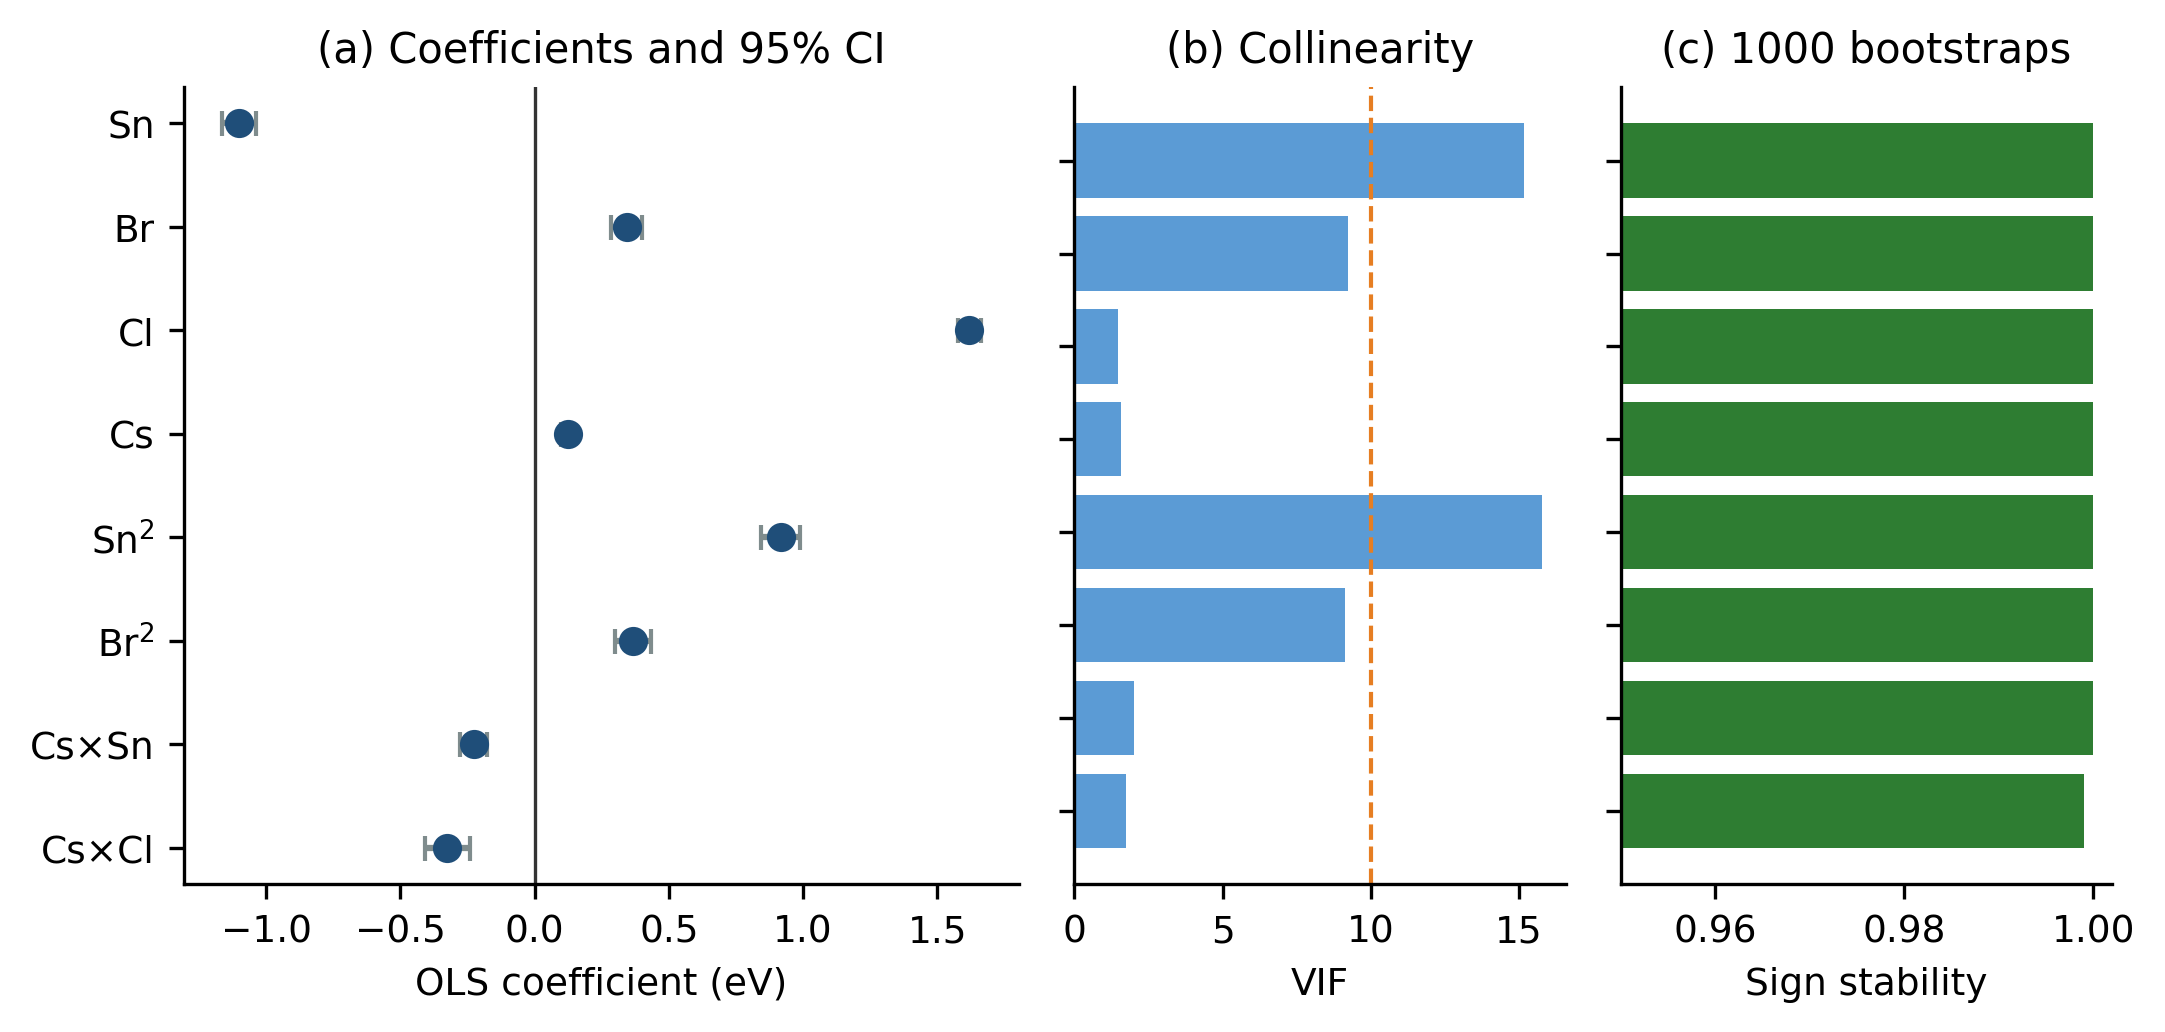 (a) Coefficients and 95% CI
Sn
Br
Cl
Cs
Sn²
Br²
Cs×Sn
Cs×Cl
−1.0 −0.5 0.0 0.5 1.0 1.5
OLS coefficient (eV)
(b) Collinearity
0 5 10 15
VIF
(c) 1000 bootstraps
0.96 0.98 1.00
Sign stability